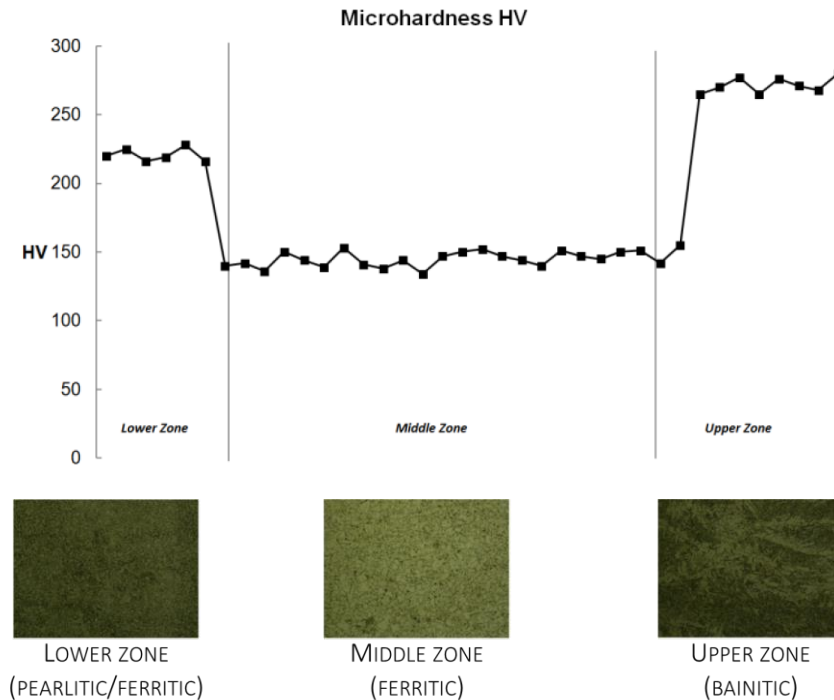 Microhardness HV
300
250
200
HV 150
100
50
0
Lower Zone
Middle Zone
Upper Zone
LOWER ZONE
(PEARLITIC/FERRITIC)
MIDDLE ZONE
(FERRITIC)
UPPER ZONE
(BAINITIC)